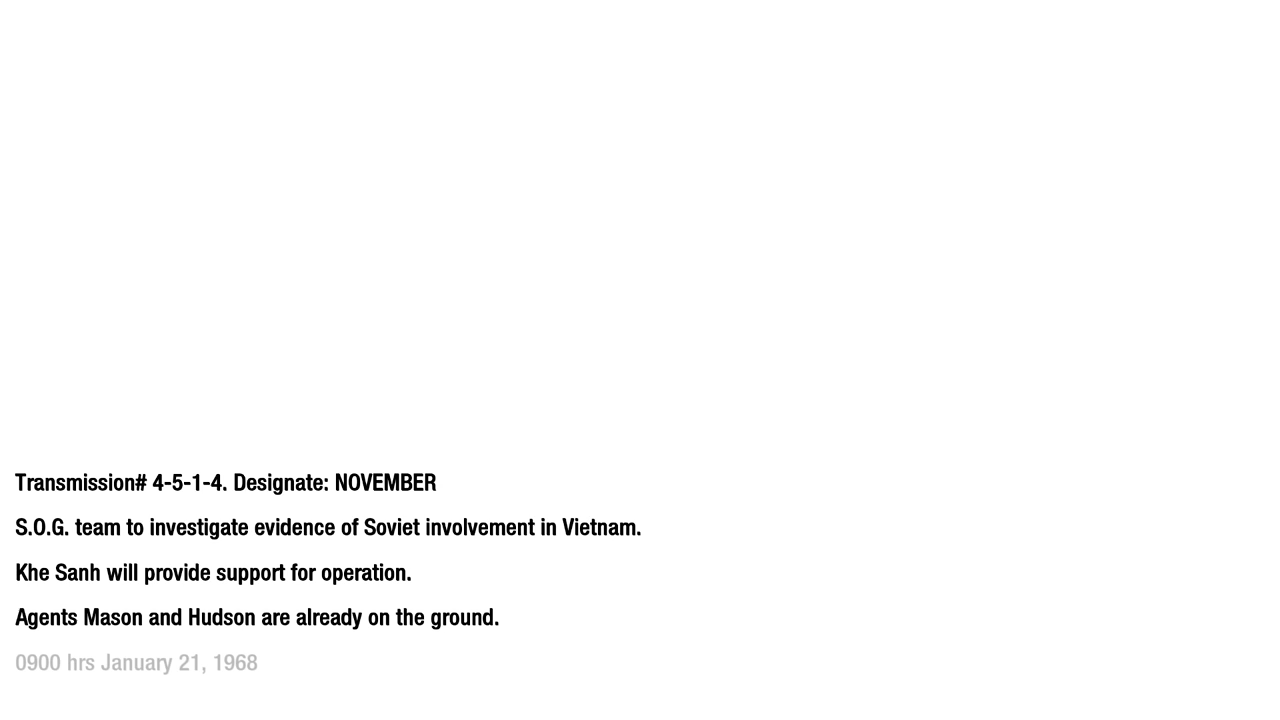 Transmission# 4-5-1-4. Designate: NOVEMBER
S.O.G. team to investigate evidence of Soviet involvement in Vietnam.
Khe Sanh will provide support for operation.
Agents Mason and Hudson are already on the ground.
0900 hrs January 21, 1968